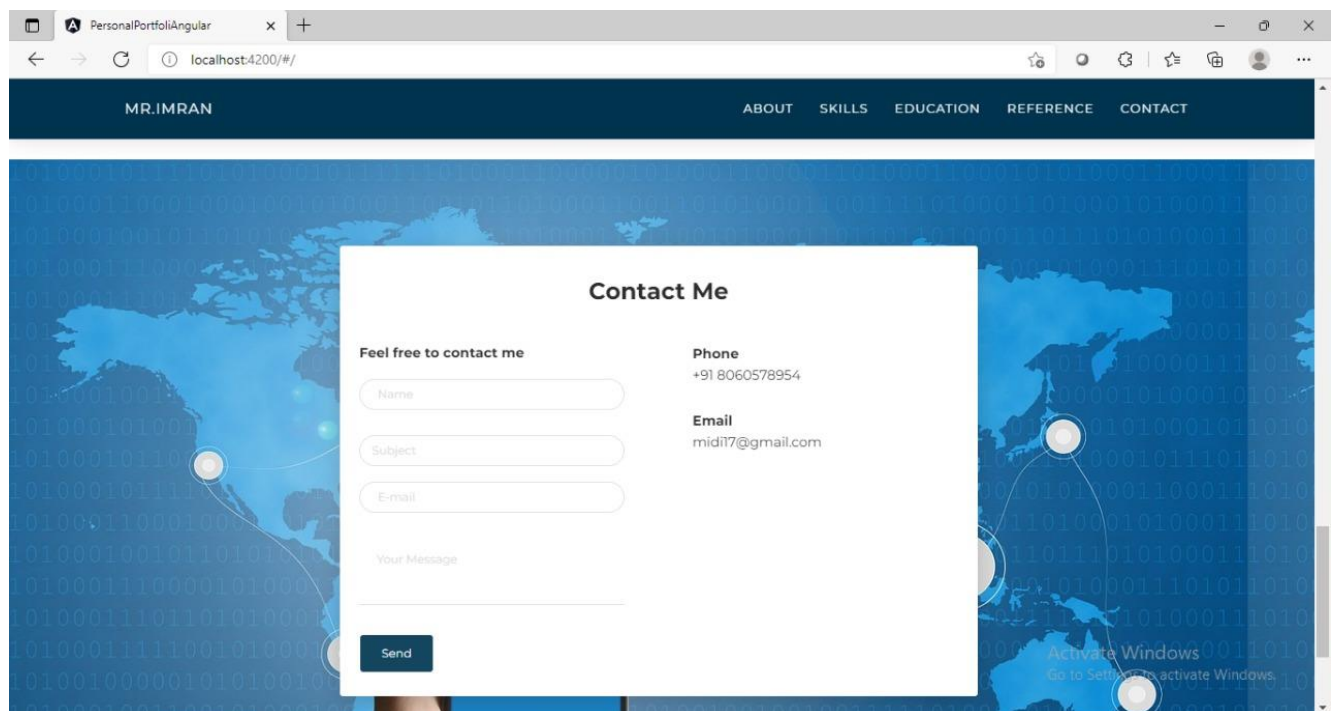 PersonalPortfoliAngular
localhost:4200/#/
MR.IMRAN ABOUT SKILLS EDUCATION REFERENCE CONTACT
Contact Me
Feel free to contact me
Name
Subject
E-mail
Your Message
Send
Phone
+91 8060578954
Email
midi17@gmail.com
Activate Windows
Go to Settings to activate Windows.